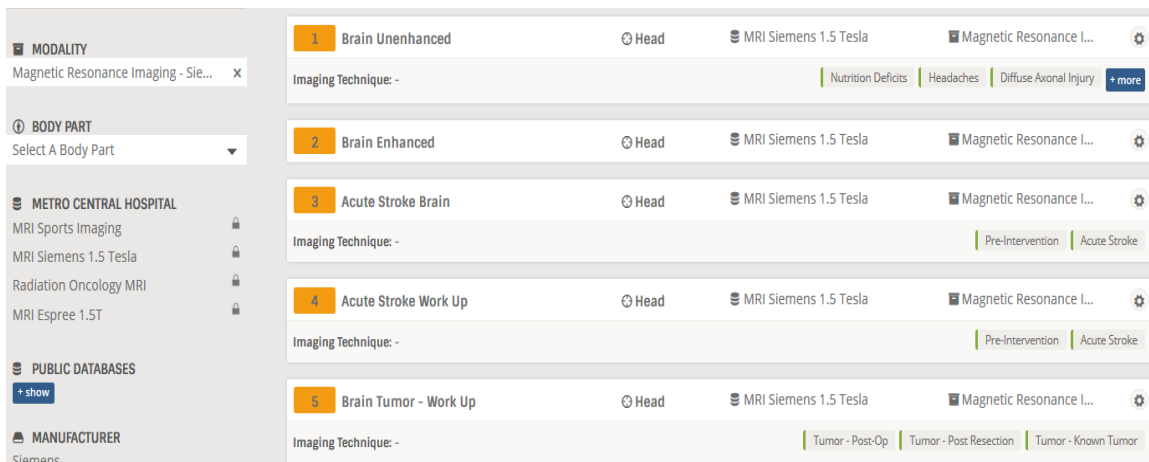 MODALITY
Magnetic Resonance Imaging - Sie... x
BODY PART
Select A Body Part
METRO CENTRAL HOSPITAL
MRI Sports Imaging
MRI Siemens 1.5 Tesla
Radiation Oncology MRI
MRI Espree 1.5T
PUBLIC DATABASES
+ show
MANUFACTURER
Siemens
1 Brain Unenhanced Head MRI Siemens 1.5 Tesla Magnetic Resonance I...
Imaging Technique: - Nutrition Deficits Headaches Diffuse Axonal Injury + more
2 Brain Enhanced Head MRI Siemens 1.5 Tesla Magnetic Resonance I...
3 Acute Stroke Brain Head MRI Siemens 1.5 Tesla Magnetic Resonance I...
Imaging Technique: - Pre-Intervention Acute Stroke
4 Acute Stroke Work Up Head MRI Siemens 1.5 Tesla Magnetic Resonance I...
Imaging Technique: - Pre-Intervention Acute Stroke
5 Brain Tumor - Work Up Head MRI Siemens 1.5 Tesla Magnetic Resonance I...
Imaging Technique: - Tumor - Post-Op Tumor - Post Resection Tumor - Known Tumor